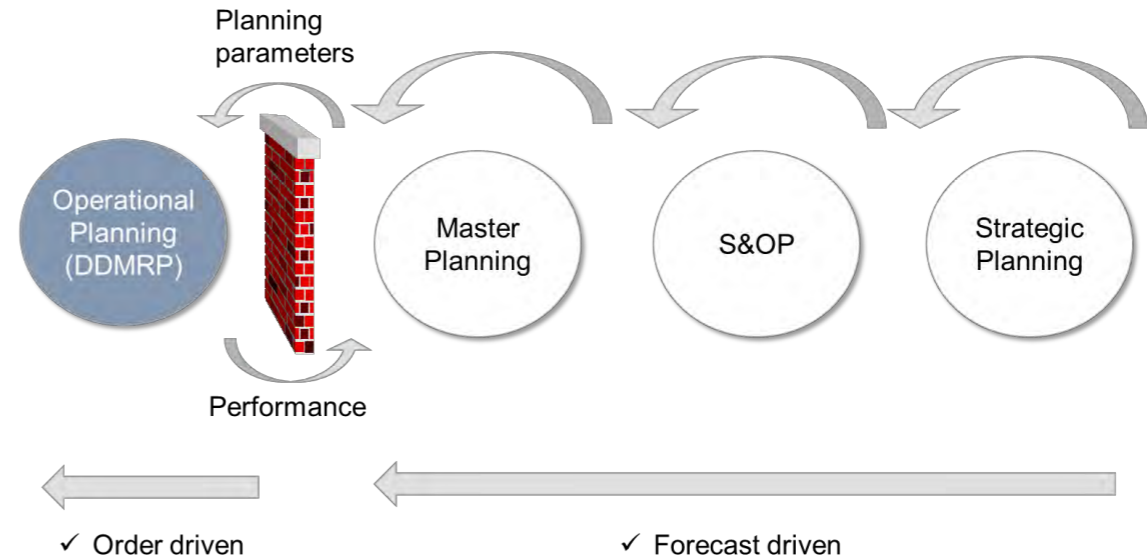 Planning
parameters
Operational
Planning
(DDMRP)
Master
Planning
S&OP
Strategic
Planning
Performance
✓ Order driven
✓ Forecast driven